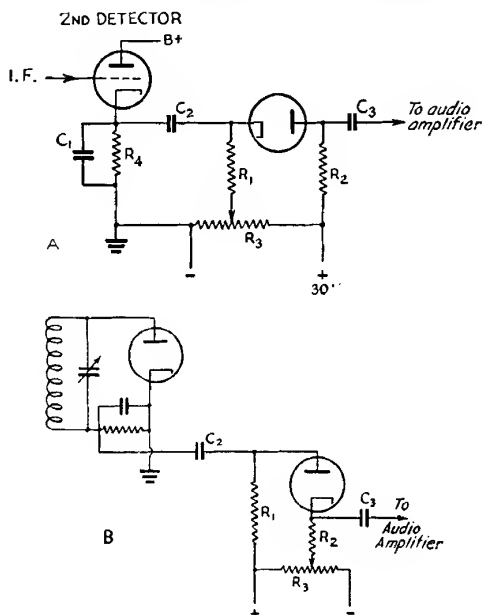 2ND DETECTOR
B+
I.F.
C2
C3
To audio
amplifier
C1
R4
R1
R2
R3
A
-
+
30"
C2
C3
To
Audio
Amplifier
R1
R2
R3
B
+
-